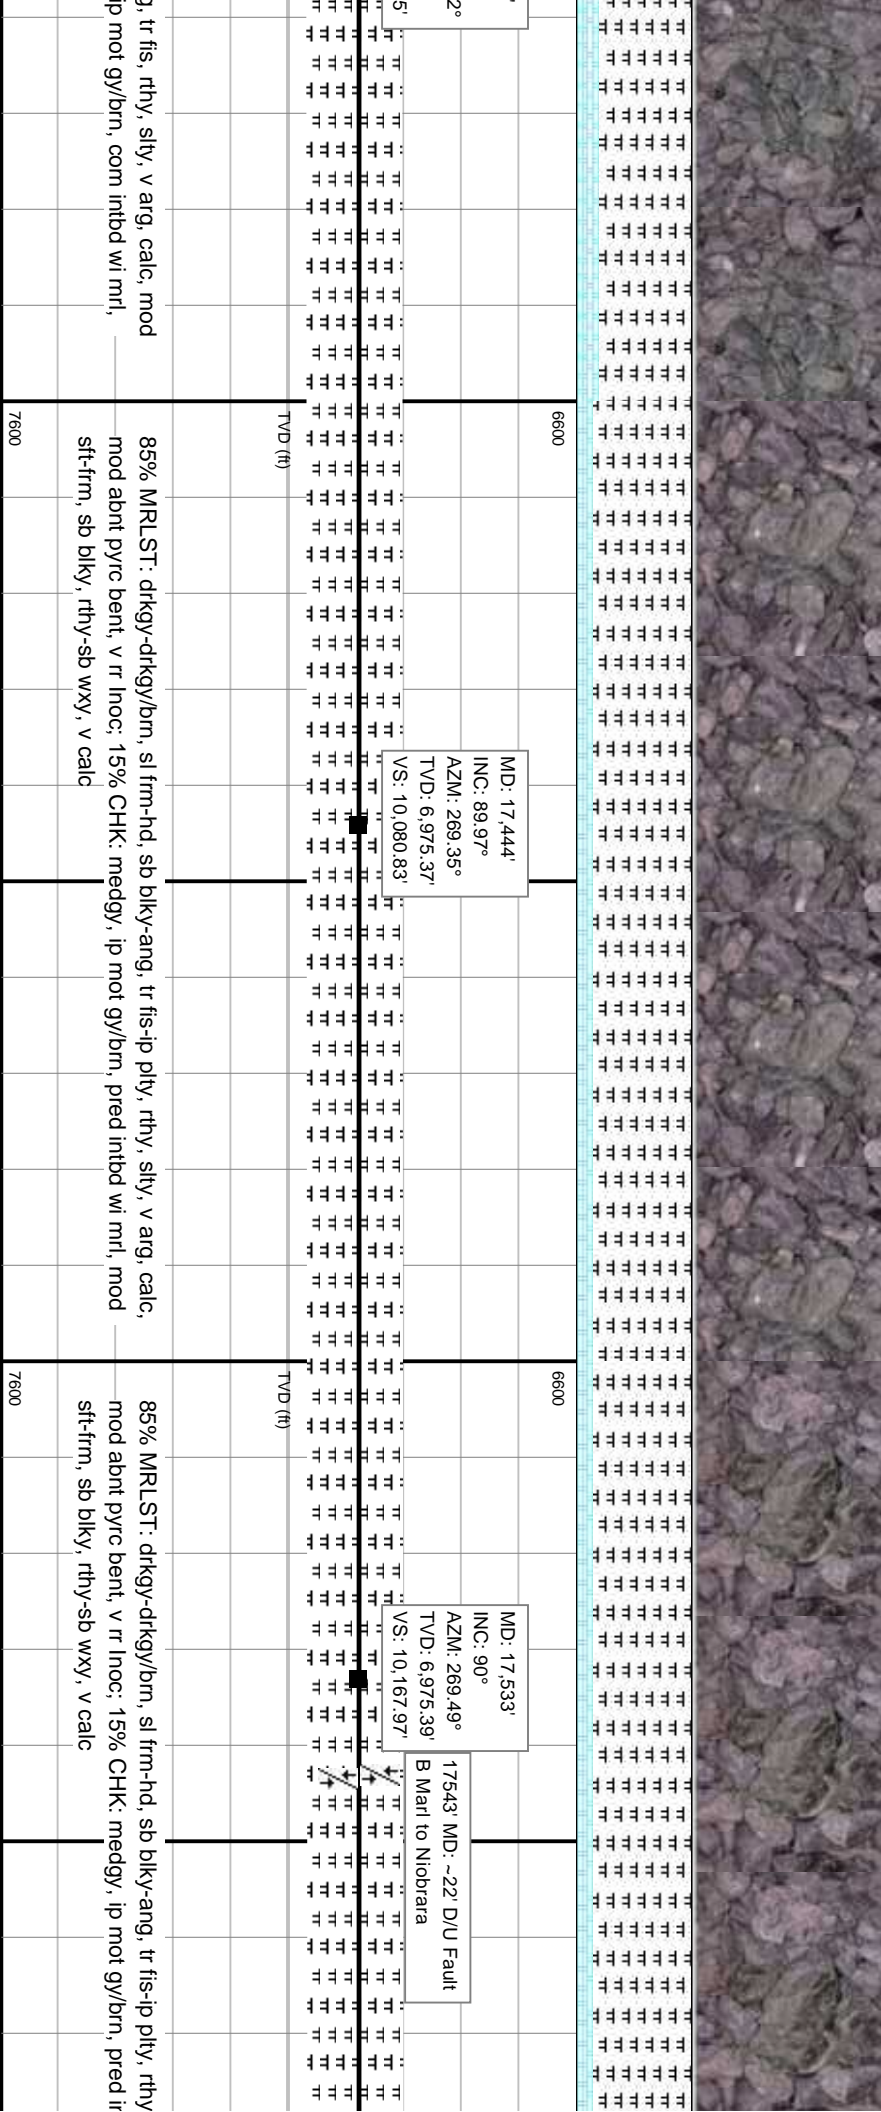 g, tr fis, rthy, slty, v arg, calc, mod
ip mot gy/brn, com intbd wi mrl,
5'
2°
7600
TVD (ft)
6600
85% MRLST: drkgy-drkgy/brn, sl frm-hd, sb blky-ang, tr fis-ip plty, rthy, slty, v arg, calc,
mod abnt pyrc bent, v rr Inoc; 15% CHK: medgy, ip mot gy/brn, pred intbd wi mrl, mod
sft-frm, sb blky, rthy-sb wxy, v calc
MD: 17,444'
INC: 89.97°
AZM: 269.35°
TVD: 6,975.37'
VS: 10,080.83'
7600
TVD (ft)
6600
85% MRLST: drkgy-drkgy/brn, sl frm-hd, sb blky-ang, tr fis-ip plty, rthy
mod abnt pyrc bent, v rr Inoc; 15% CHK: medgy, ip mot gy/brn, pred in
sft-frm, sb blky, rthy-sb wxy, v calc
MD: 17,533'
INC: 90°
AZM: 269.49°
TVD: 6,975.39'
VS: 10,167.97'
17543' MD: ~22' D/U Fault
B Marl to Niobrara